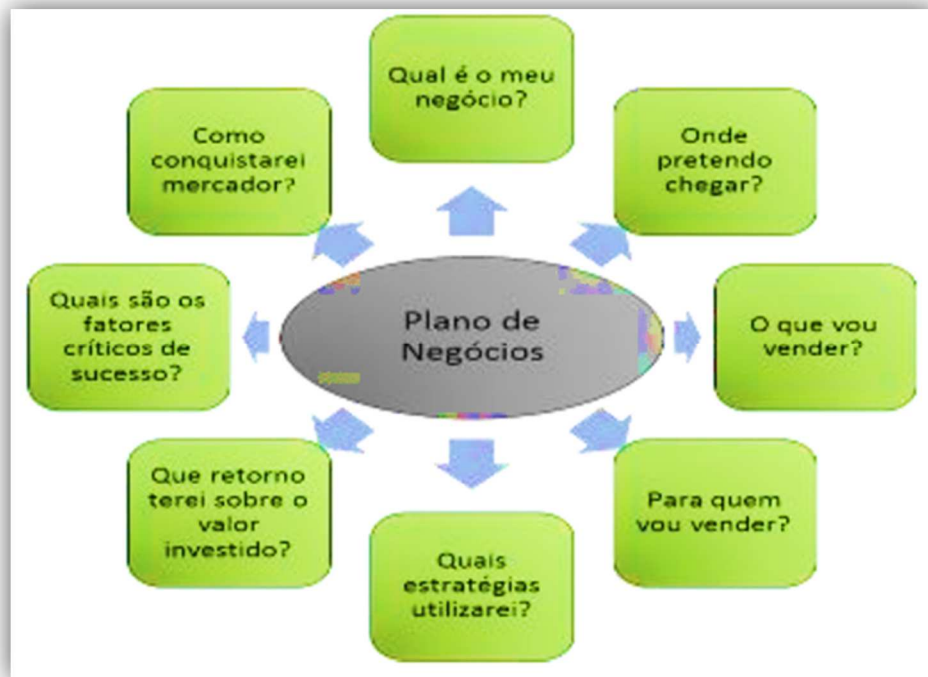 Qual é o meu
negócio?
Onde
pretendo
chegar?
O que vou
vender?
Para quem
vou vender?
Quais
estratégias
utilizarei?
Que retorno
terei sobre o
valor
investido?
Quais são os
fatores
críticos de
sucesso?
Como
conquistarei
mercador?
Plano de
Negócios